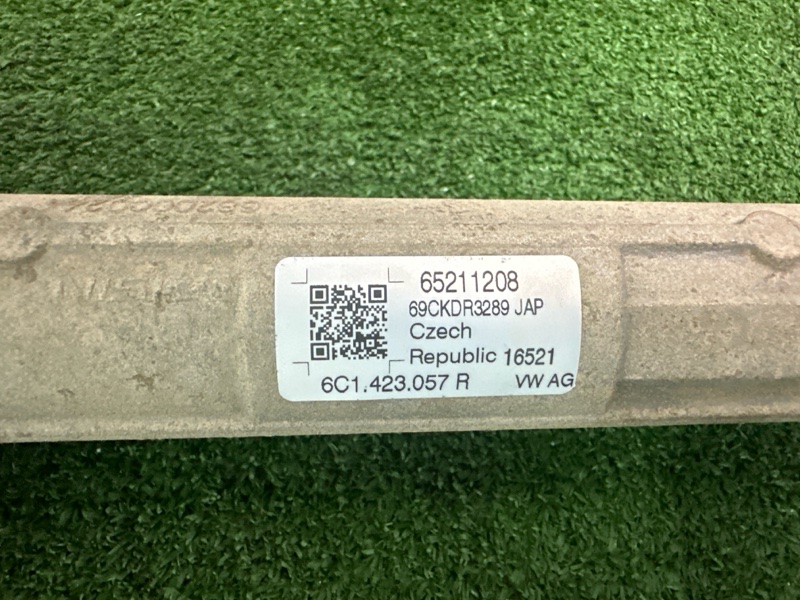 65211208
69CKDR3289 JAP
Czech
Republic 16521
6C1.423.057 R VW AG